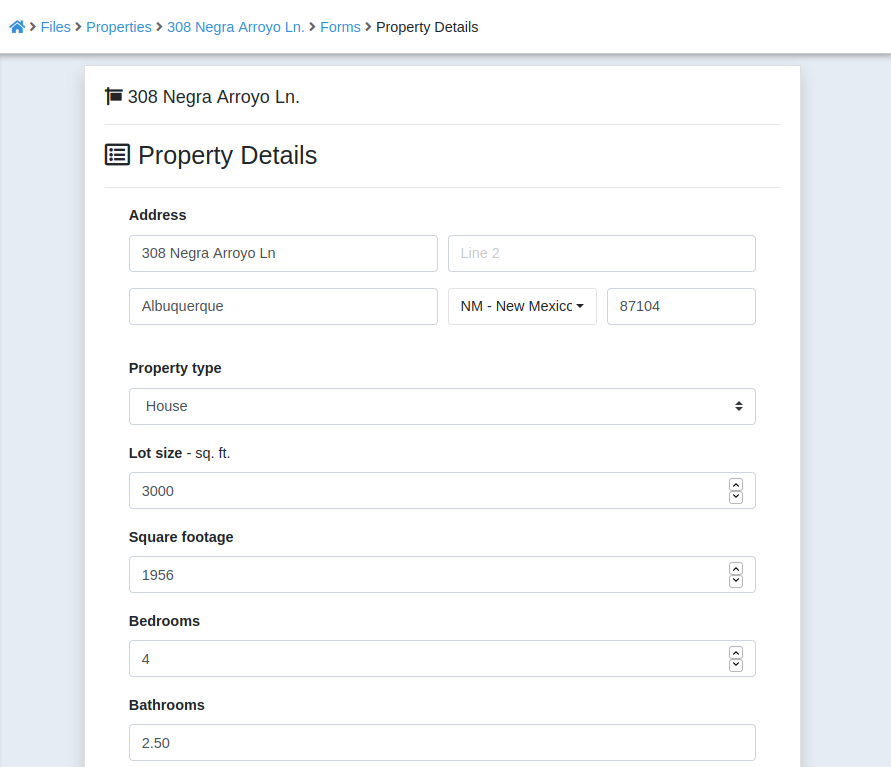 Files Properties 308 Negra Arroyo Ln. Forms Property Details
308 Negra Arroyo Ln.
Property Details
Address
308 Negra Arroyo Ln Line 2
Albuquerque NM - New Mexico 87104
Property type
House
Lot size - sq. ft.
3000
Square footage
1956
Bedrooms
4
Bathrooms
2.50